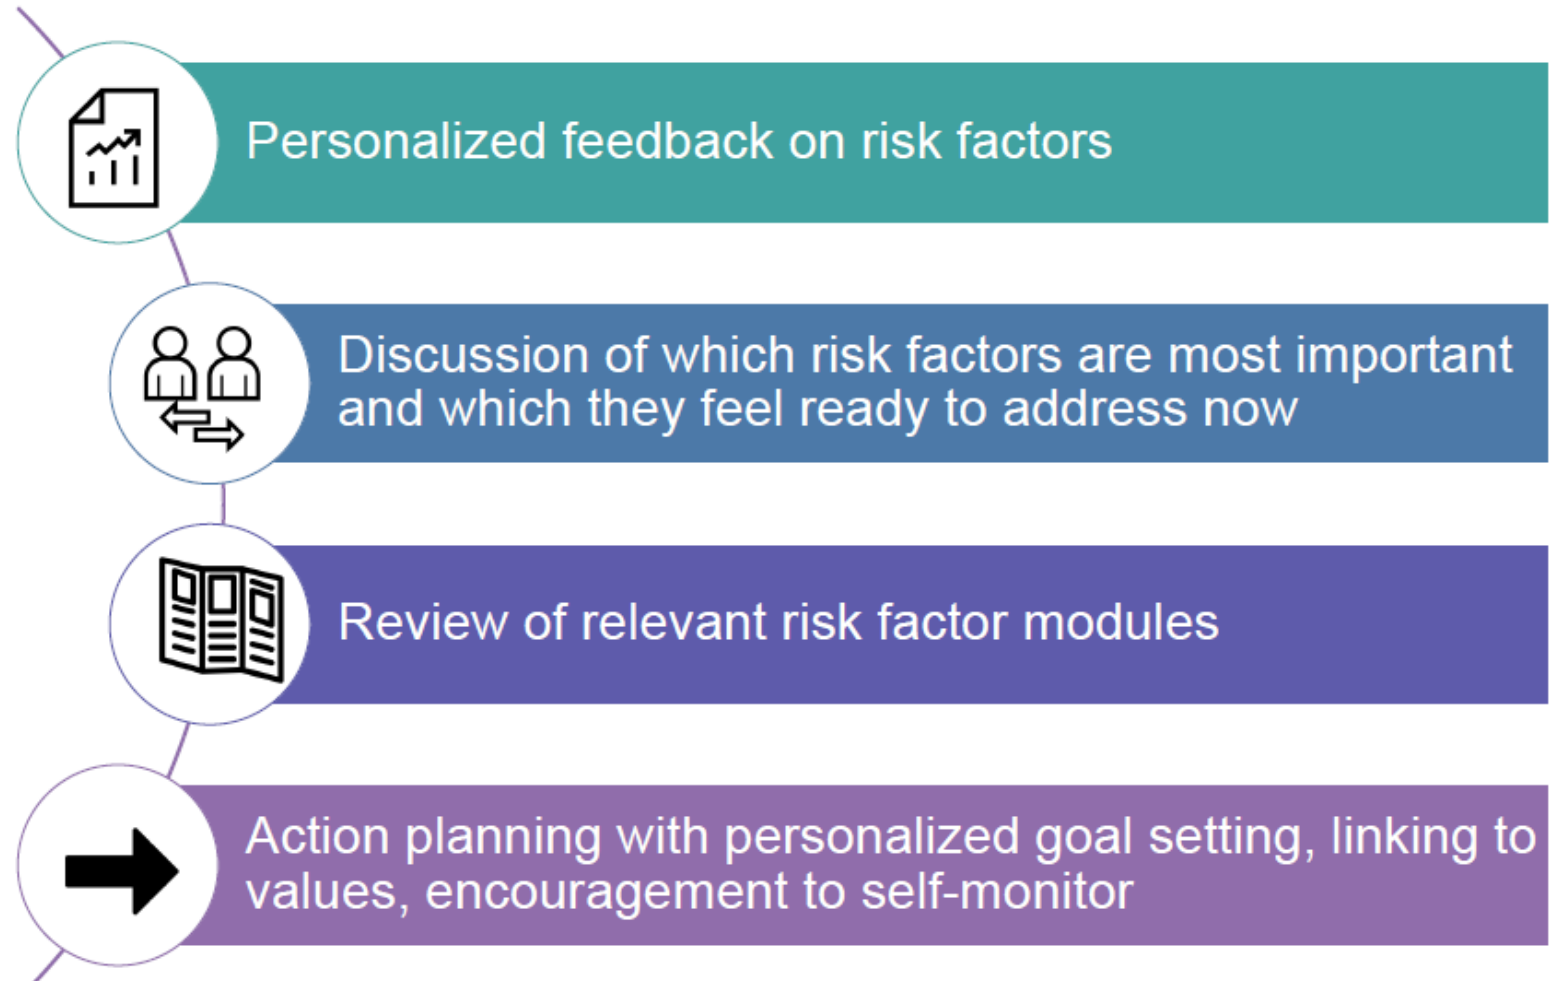 Personalized feedback on risk factors
Discussion of which risk factors are most important
and which they feel ready to address now
Review of relevant risk factor modules
Action planning with personalized goal setting, linking to
values, encouragement to self-monitor